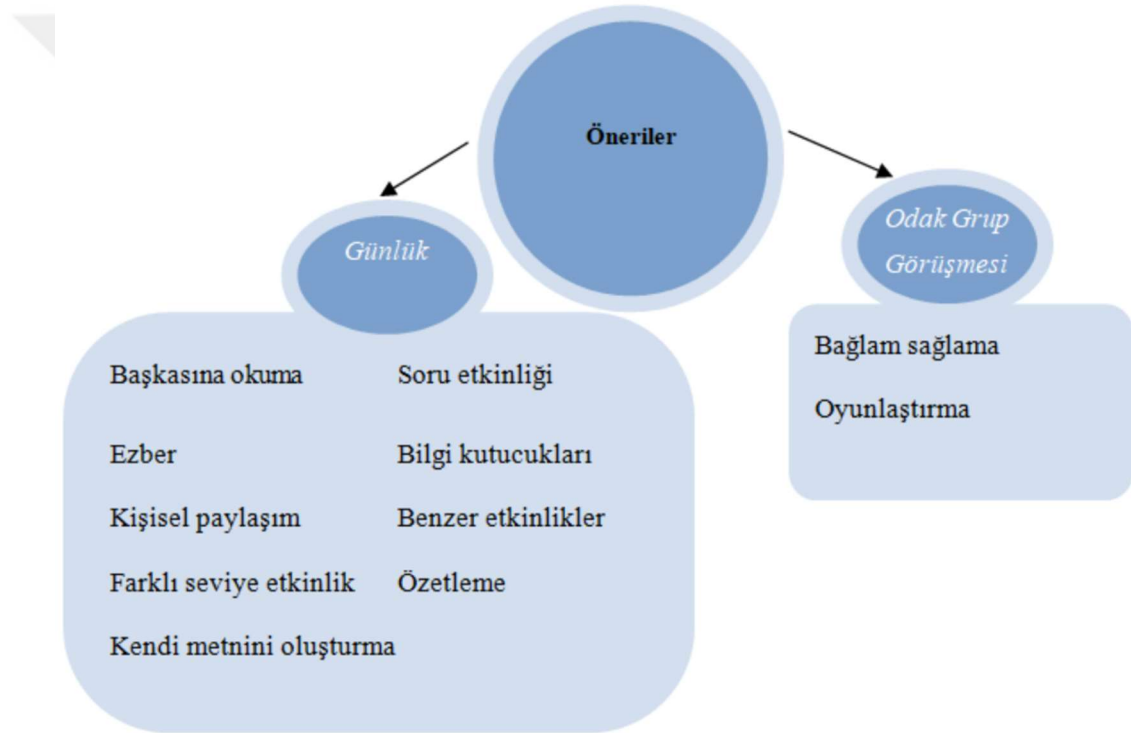 Öneriler
Günlük
Odak Grup
Görüşmesi
Başkasına okuma
Soru etkinliği
Ezber
Bilgi kutucukları
Kişisel paylaşım
Benzer etkinlikler
Farklı seviye etkinlik
Özetleme
Kendi metnini oluşturma
Bağlam sağlama
Oyunlaştırma